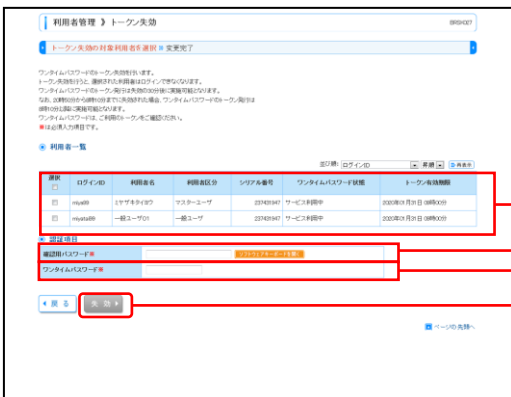 利用者管理 》 トークン失効
BRSK007
トークン失効の対象利用者を選択 》 変更完了
ワンタイムパスワードのトークン失効を行います。
トークン失効を行うと、選択された利用者はログインできなくなります。
ワンタイムパスワードのトークン発行は失効の30分後に実施可能となります。
ワンタイムパスワードは、ご利用のトークンをご確認ください。
※は必須入力項目です。
利用者一覧
並び順: ログインID 昇順 再表示
選択 ログインID 利用者名 利用者区分 シリアル番号 ワンタイムパスワード状態 トークン有効期限
ミヤザキタイヨウ マスターユーザ 237431947 サービス利用中 2020年01月31日 09時00分
一般ユーザ01 一般ユーザ 237431947 サービス利用中 2020年01月31日 09時00分
認証項目
確認用パスワード※ ソフトウェアキーボードを開く
ワンタイムパスワード※
戻る 失効
ページの先頭へ